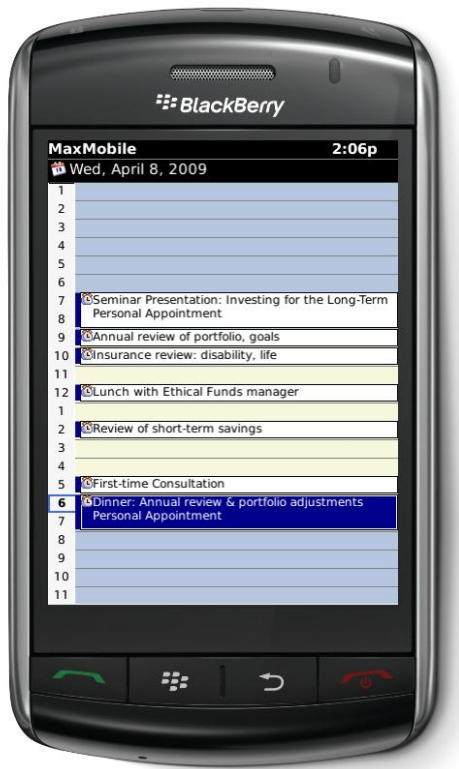 BlackBerry
MaxMobile 2:06p
Wed, April 8, 2009
1
2
3
4
5
6
7 Seminar Presentation: Investing for the Long-Term
8 Personal Appointment
9 Annual review of portfolio, goals
10 Insurance review: disability, life
11
12 Lunch with Ethical Funds manager
1
2 Review of short-term savings
3
4
5 First-time Consultation
6 Dinner: Annual review & portfolio adjustments
7 Personal Appointment
8
9
10
11